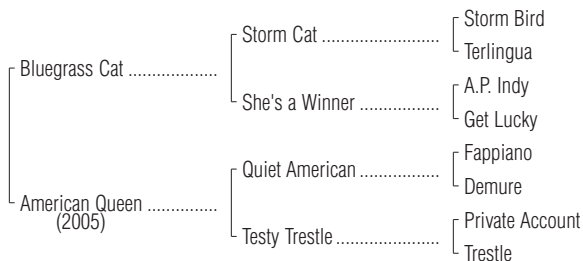 Storm Bird
Storm Cat ..........................
Terlingua
Bluegrass Cat ....................
A.P. Indy
She's a Winner ..................
Get Lucky
Fappiano
Quiet American ..................
Demure
American Queen ................
(2005)
Private Account
Testy Trestle .......................
Trestle